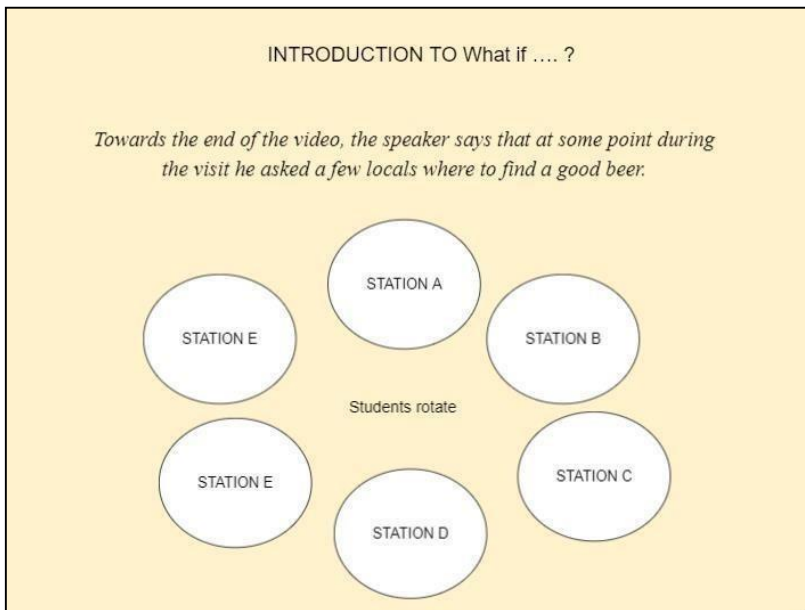 INTRODUCTION TO What if .... ?
Towards the end of the video, the speaker says that at some point during
the visit he asked a few locals where to find a good beer.
STATION A
STATION E
STATION B
Students rotate
STATION E
STATION C
STATION D